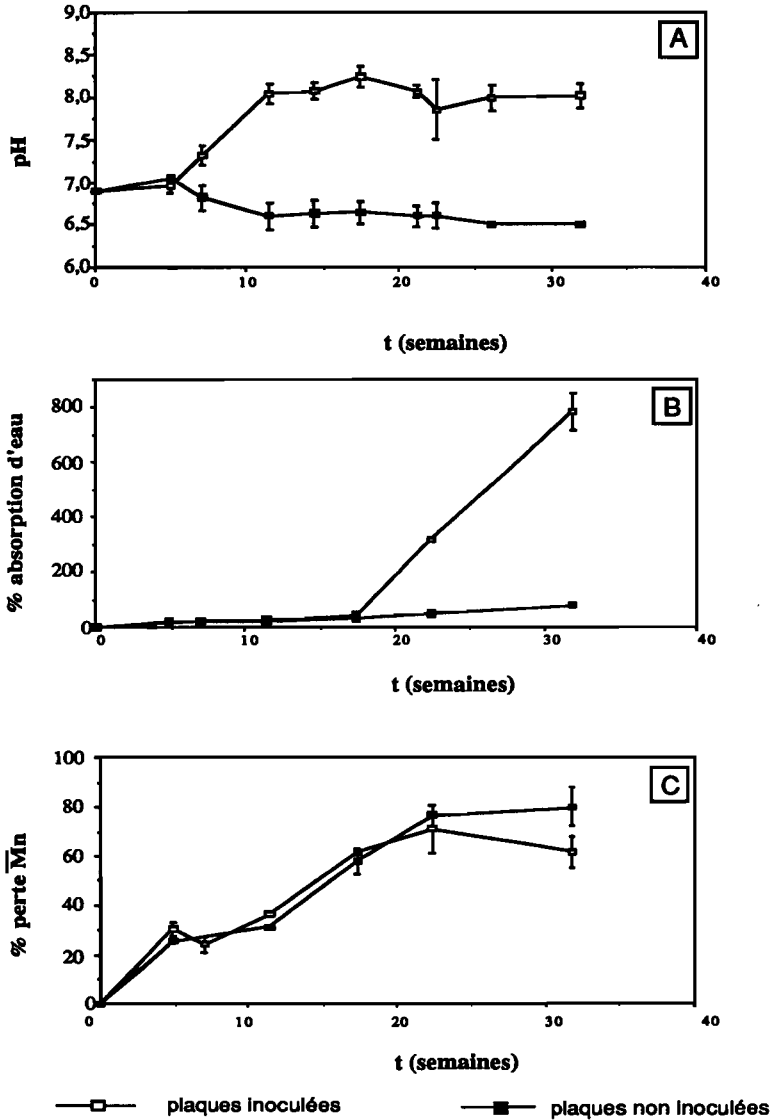 9,0
8,5
8,0
7,5
7,0
6,5
6,0
pH
A
0 10 20 30 40
t (semaines)
800
600
400
200
0
% absorption d'eau
B
0 10 20 30 40
t (semaines)
100
80
60
40
20
0
% perte M̅n
C
0 10 20 30 40
t (semaines)
plaques inoculées
plaques non inoculées